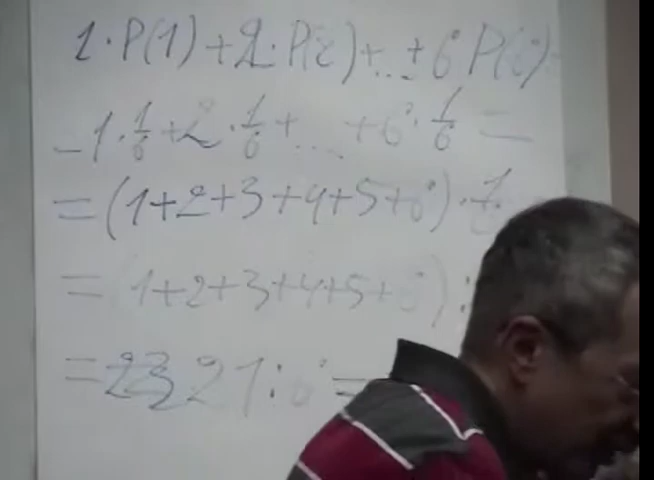 1·P(1)+2·P(2)+...+6·P(6)
=1·1/6+2·1/6+...+6·1/6=
=(1+2+3+4+5+6)·1/6
=(1+2+3+4+5+6):
=21:6=